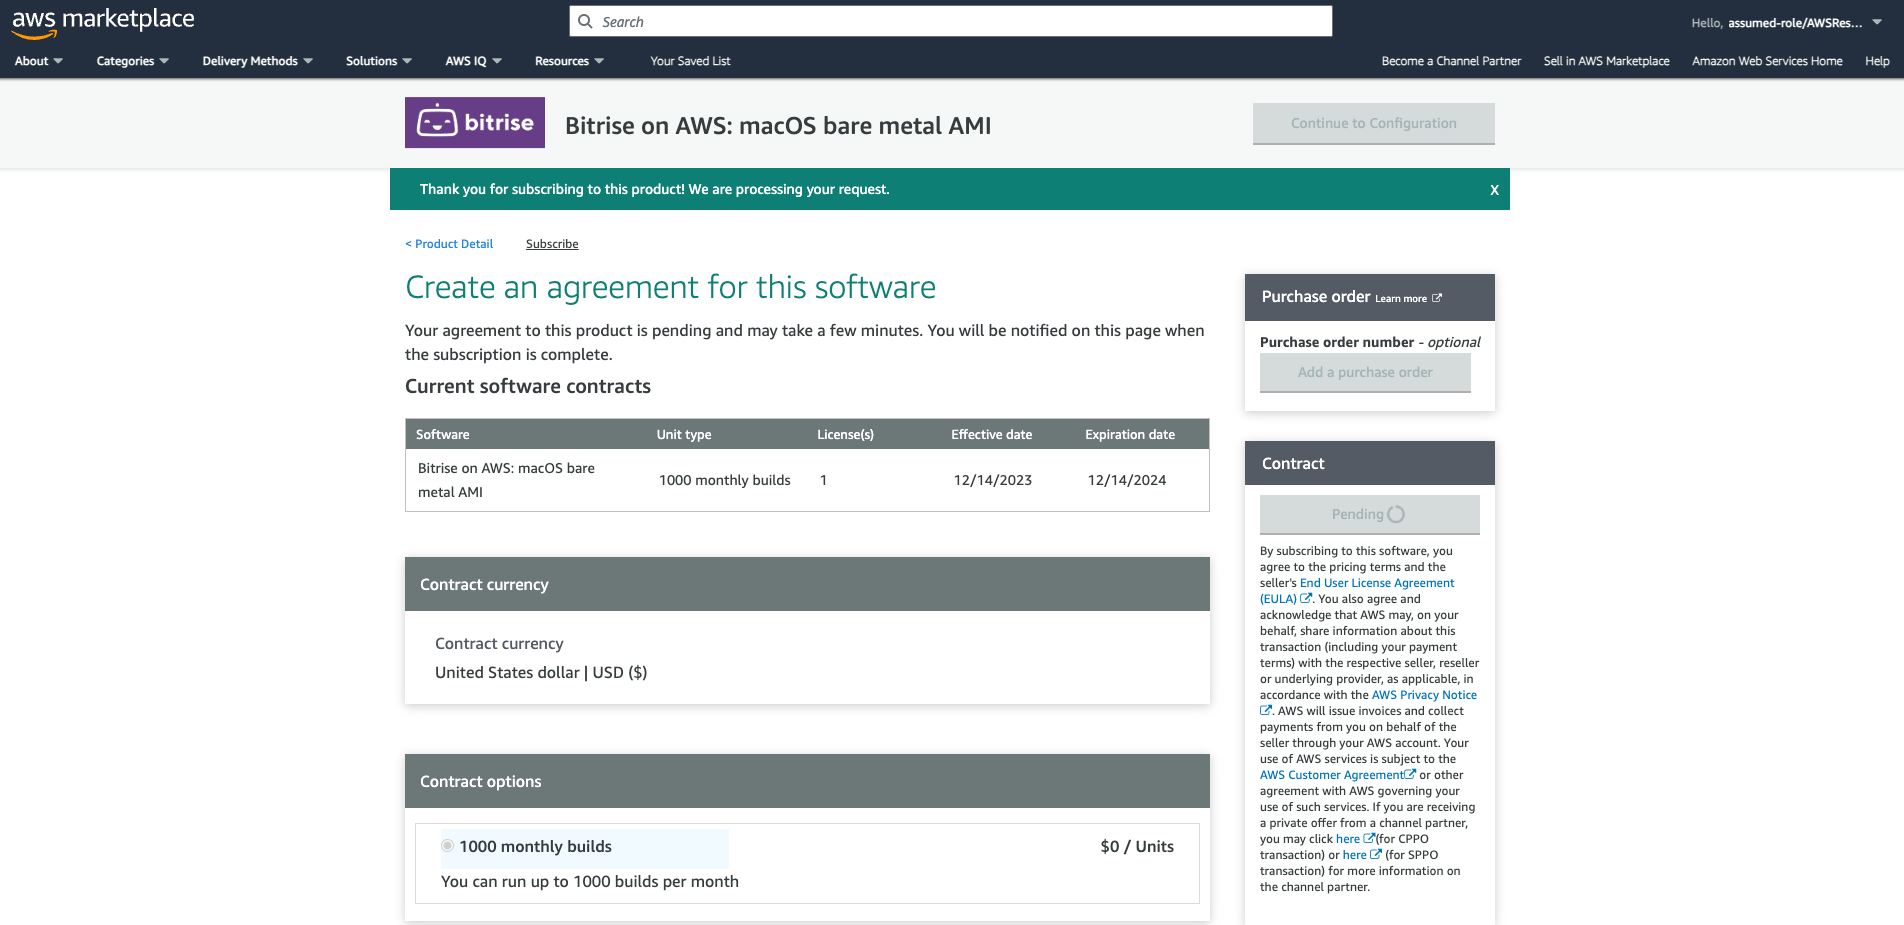 aws marketplace
Search
Hello, assumed-role/AWSRes...
About
Categories
Delivery Methods
Solutions
AWS IQ
Resources
Your Saved List
Become a Channel Partner
Sell in AWS Marketplace
Amazon Web Services Home
Help
bitrise
Bitrise on AWS: macOS bare metal AMI
Continue to Configuration
Thank you for subscribing to this product! We are processing your request.
X
< Product Detail
Subscribe
Create an agreement for this software
Your agreement to this product is pending and may take a few minutes. You will be notified on this page when
the subscription is complete.
Current software contracts
Software Unit type License(s) Effective date Expiration date
Bitrise on AWS: macOS bare
metal AMI
1000 monthly builds 1 12/14/2023 12/14/2024
Contract currency
Contract currency
United States dollar | USD ($)
Contract options
1000 monthly builds
$0 / Units
You can run up to 1000 builds per month
Purchase order Learn more
Purchase order number - optional
Add a purchase order
Contract
Pending
By subscribing to this software, you
agree to the pricing terms and the
seller's End User License Agreement
(EULA) . You also agree and
acknowledge that AWS may, on your
behalf, share information about this
transaction (including your payment
terms) with the respective seller, reseller
or underlying provider, as applicable, in
accordance with the AWS Privacy Notice
. AWS will issue invoices and collect
payments from you on behalf of the
seller through your AWS account. Your
use of AWS services is subject to the
AWS Customer Agreement or other
agreement with AWS governing your
use of such services. If you are receiving
a private offer from a channel partner,
you may click here (for CPPO
transaction) or here (for SPPO
transaction) for more information on
the channel partner.